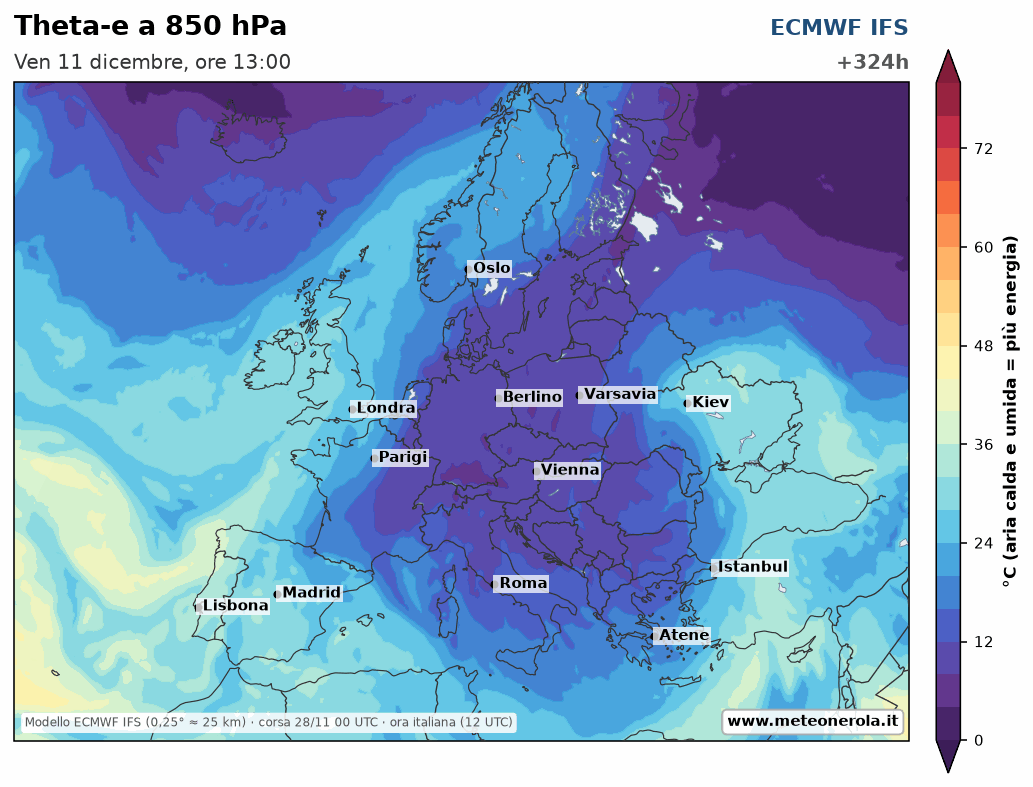 Theta-e a 850 hPa
ECMWF IFS
Ven 11 dicembre, ore 13:00
+324h
Oslo
Londra
Berlino
Varsavia
Kiev
Parigi
Vienna
Istanbul
Roma
Madrid
Lisbona
Atene
Modello ECMWF IFS (0,25° ≈ 25 km) · corsa 28/11 00 UTC · ora italiana (12 UTC)
www.meteonerola.it
72
60
48
36
24
12
0
°C (aria calda e umida = più energia)